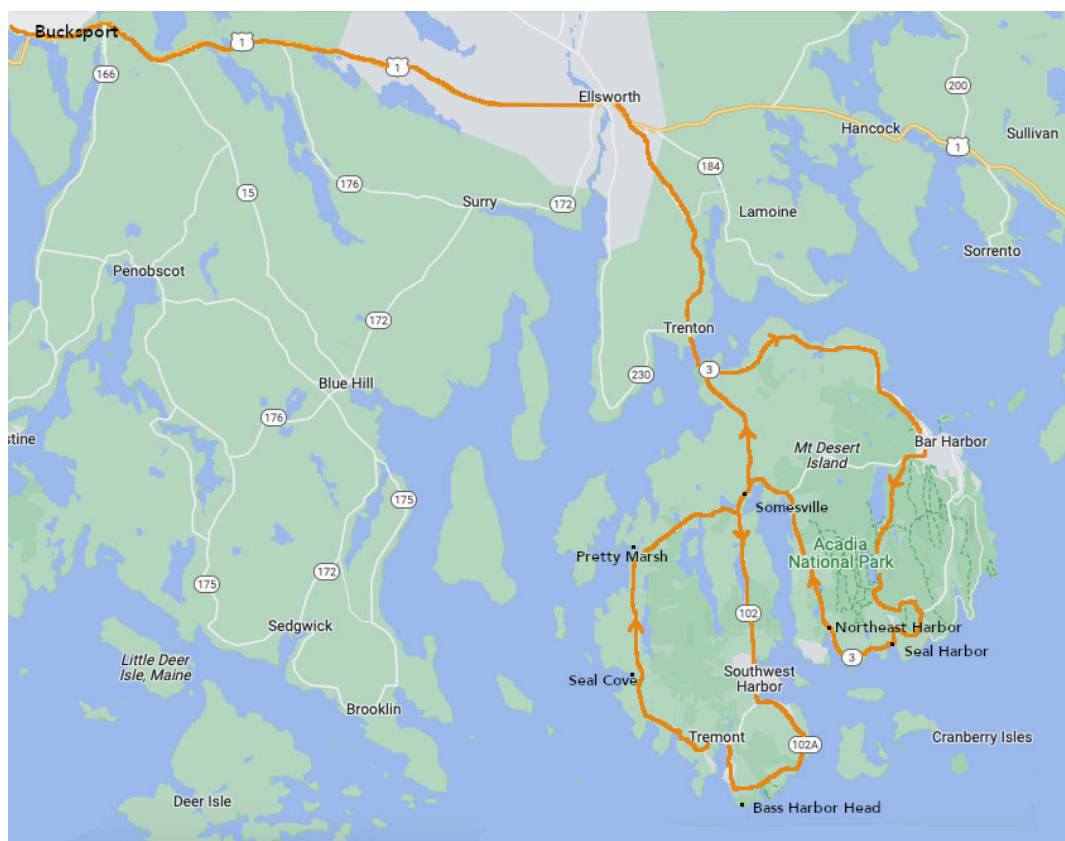 Bucksport
1
1
166
Ellsworth
200
Hancock
Sullivan
1
184
176
15
172
Surry
Lamoine
Sorrento
Penobscot
172
Trenton
3
230
Blue Hill
176
stine
Bar Harbor
Mt Desert
Island
175
Somesville
Pretty Marsh
Acadia
National Park
172
175
102
Sedgwick
Northeast Harbor
Seal Harbor
3
Little Deer
Isle, Maine
Southwest
Harbor
Seal Cove
Brooklin
Tremont
102A
Cranberry Isles
Deer Isle
Bass Harbor Head